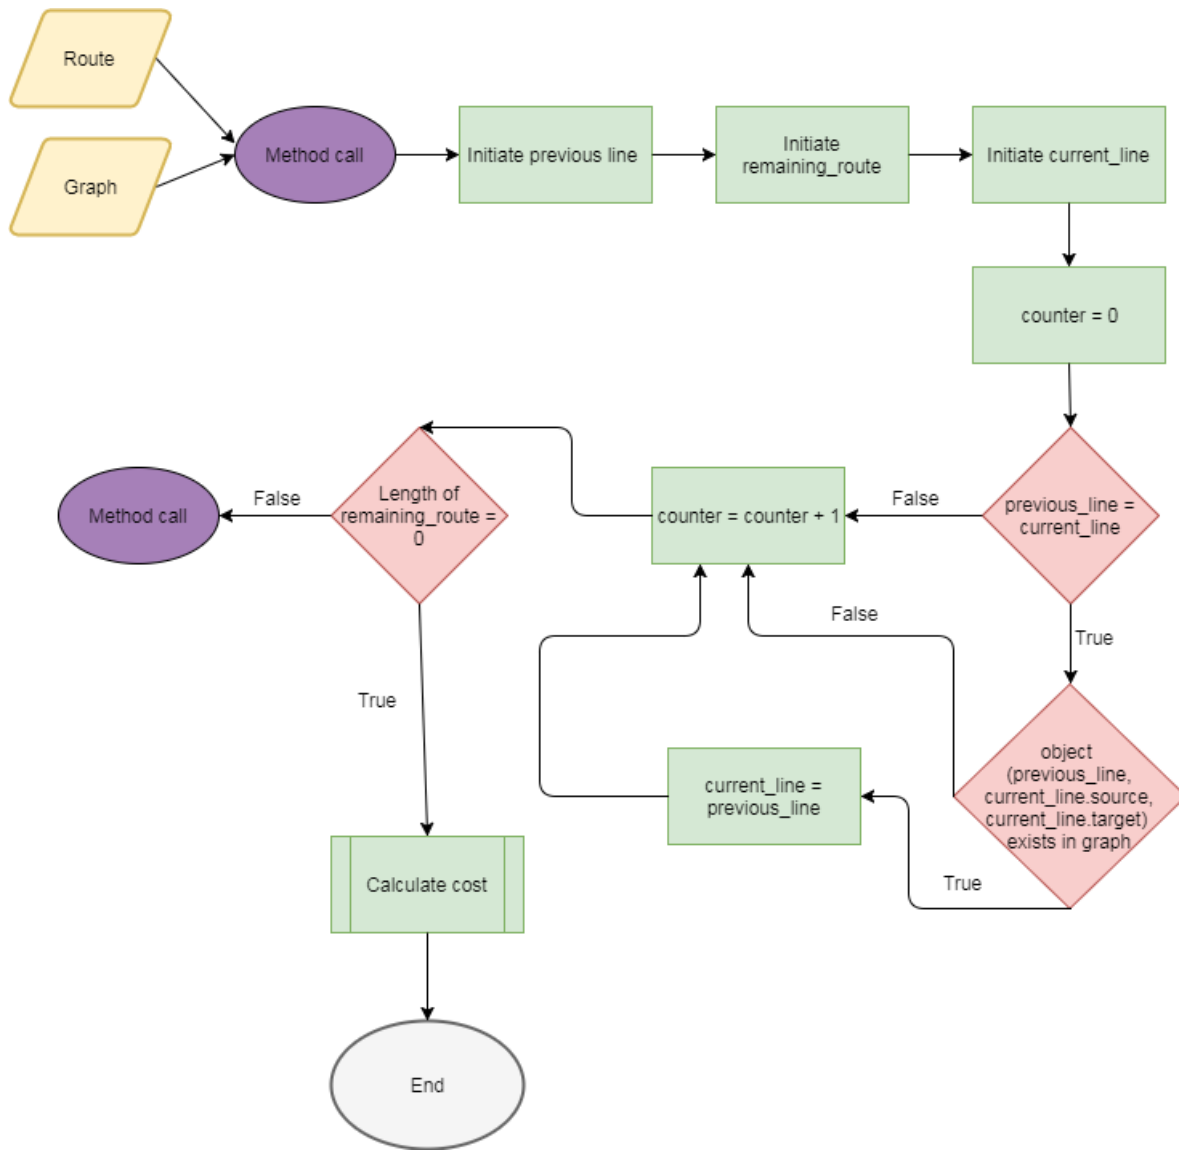 Route
Graph
Method call
Initiate previous line
Initiate
remaining_route
Initiate current_line
counter = 0
previous_line =
current_line
False
counter = counter + 1
Length of
remaining_route =
0
False
Method call
True
False
True
object
(previous_line,
current_line.source,
current_line.target)
exists in graph
True
current_line =
previous_line
Calculate cost
End